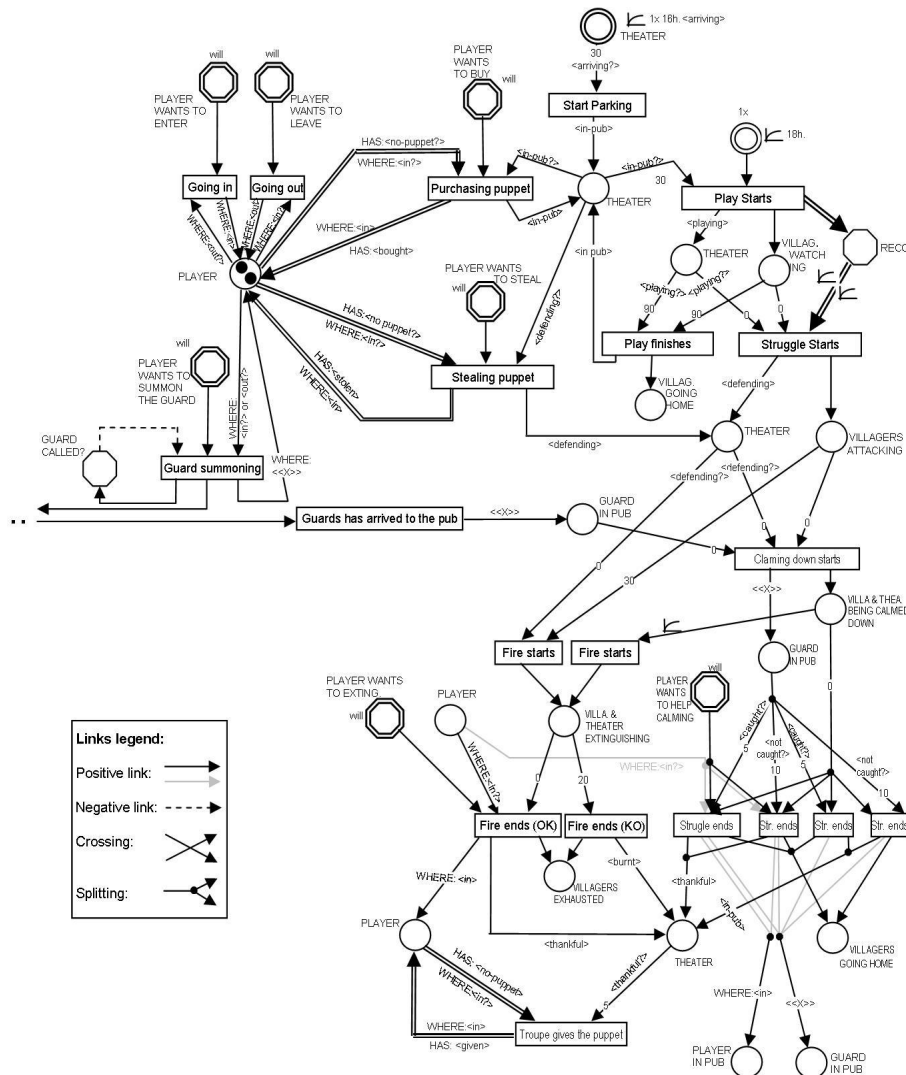 1x 16h. <arriving>
THEATER
30
<arriving?>
Start Parking
<in-pub?>
will
PLAYER
WANTS TO
ENTER
will
PLAYER
WANTS TO
LEAVE
PLAYER
WANTS
TO BUY
will
1x
18h.
HAS:<no-puppet?>
WHERE:<in?>
Going in
Going out
Purchasing puppet
<in-pub?>
<in-pub>
THEATER
<in-pub?>
30
Play Starts
WHERE:<out?>
WHERE:<in>
WHERE:<out>
WHERE:<in?>
WHERE:<in>
HAS:<bought>
PLAYER
<playing>
THEATER
VILLAG.
WATCH
ING
RECO
<in pub>
PLAYER WANTS
TO STEAL
will
<playing?>
<playing?>
90
90
0
0
HAS:<no puppet?>
WHERE:<in?>
<defending?>
Play finishes
Struggle Starts
Stealing puppet
HAS:<stolen>
WHERE:<in>
VILLAG.
GOING
HOME
<defending>
will
PLAYER
WANTS TO
SUMMON
THE GUARD
WHERE:
<in?> or <out?>
<defending>
THEATER
VILLAGERS
ATTACKING
GUARD
CALLED?
Guard summoning
WHERE:
<<X>>
<defending?>
<defending?>
..
Guards has arrived to the pub
<<X>>
GUARD
IN PUB
0
0
0
Claming down starts
0
30
<<X>>
VILLA & THEA.
BEING CALMED
DOWN
Fire starts
Fire starts
GUARD
IN PUB
0
PLAYER WANTS
TO EXTING.
will
PLAYER
VILLA. &
THEATER
EXTINGUISHING
will
PLAYER
WANTS
TO HELP
CALMING
<caught?>
5
<not
caught?>
10
<caught?>
5
<not
caught?>
10
WHERE:<in?>
WHERE:<in?>
0
20
Fire ends (OK)
Fire ends (KO)
Strugle ends
Str. ends
Str. ends
Str. ends
WHERE:<in>
VILLAGERS
EXHAUSTED
<burnt>
<thankful>
<in-pub>
PLAYER
<thankful>
THEATER
VILLAGERS
GOING HOME
HAS: <no-puppet>
WHERE:<in?>
<thankful?>
5
WHERE:<in>
HAS: <given>
Troupe gives the puppet
WHERE:<in>
<<X>>
PLAYER
IN PUB
GUARD
IN PUB
Links legend:
Positive link:
Negative link:
Crossing:
Splitting: